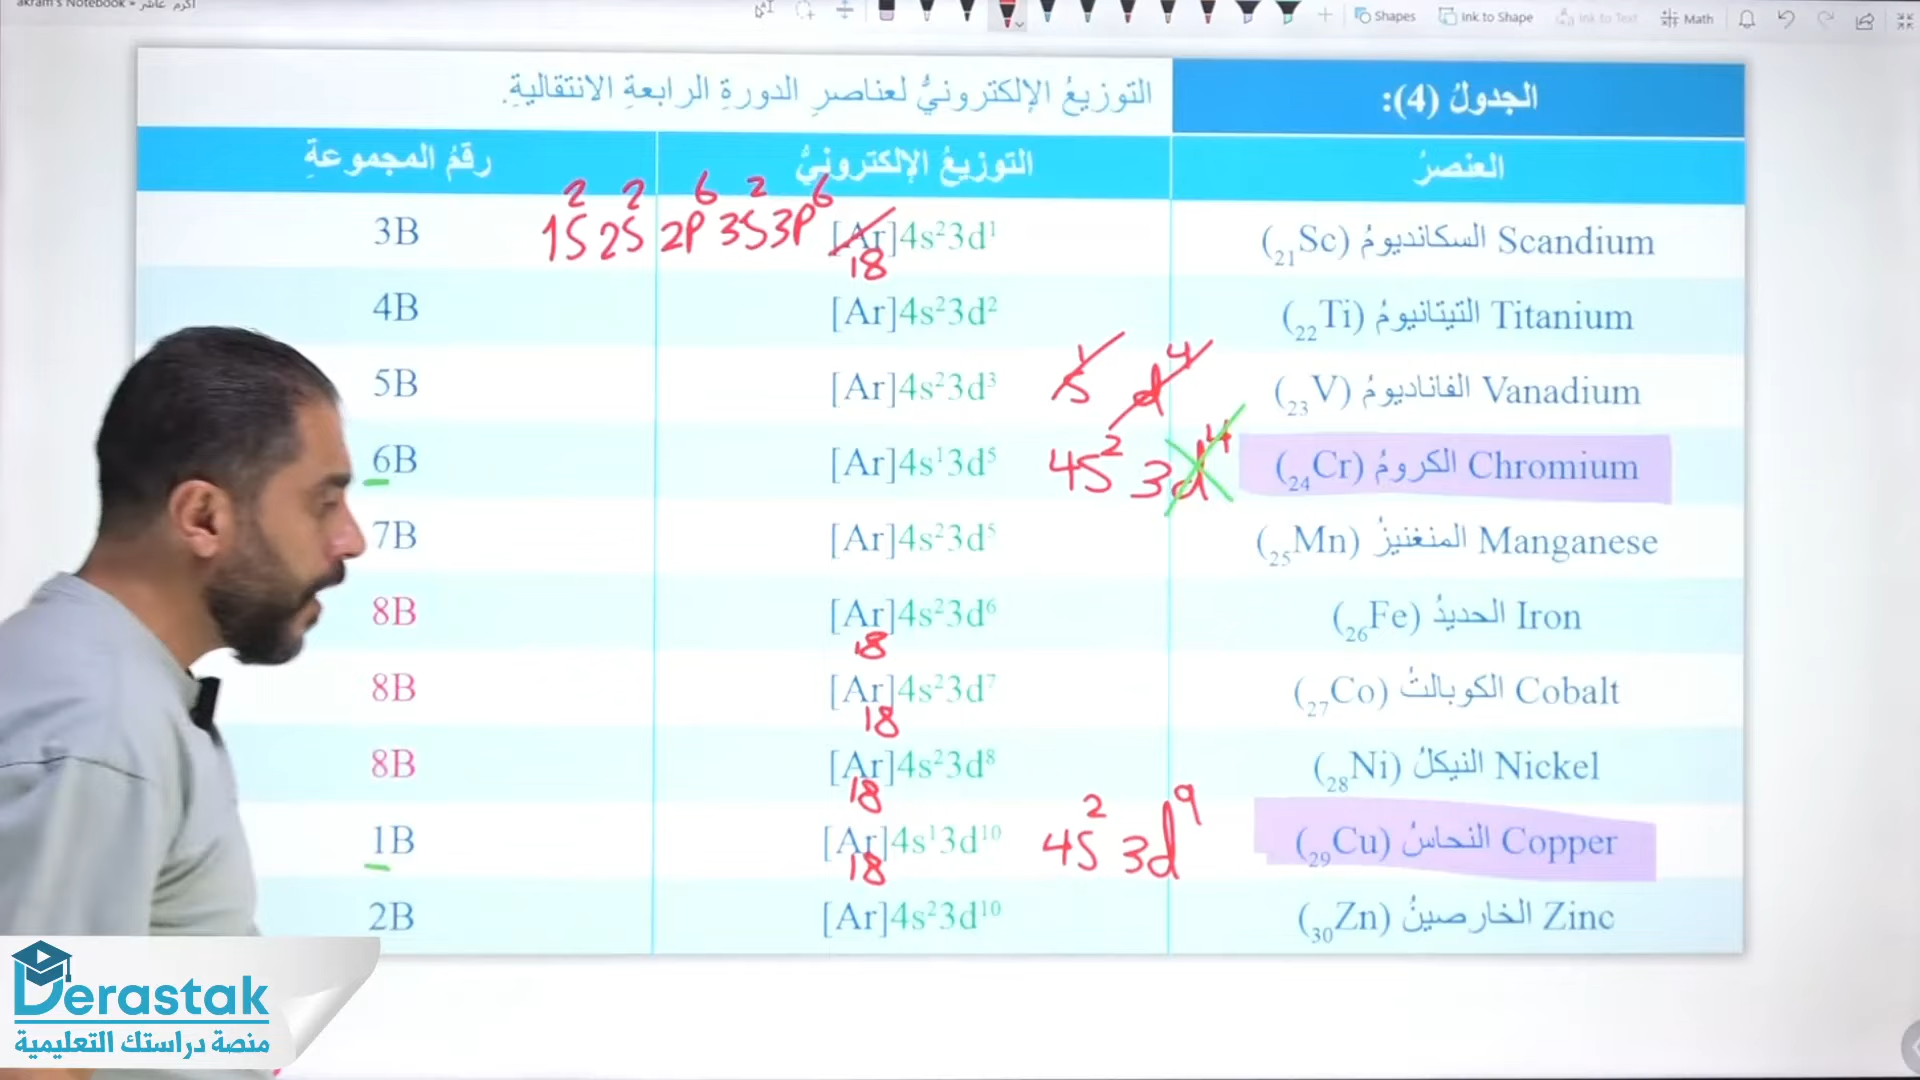 akram's Notebook » أكرم عاشر
Shapes Ink to Shape Ink to Text Math
الجدولُ (4): التوزيعُ الإلكترونيُّ لعناصرِ الدورةِ الرابعةِ الانتقاليةِ.
العنصرُ التوزيعُ الإلكترونيُّ رقمُ المجموعةِ
Scandium السكانديومُ (₂₁Sc) [Ar]4s²3d¹ 3B
1S² 2S² 2P⁶ 3S² 3P⁶
18
Titanium التيتانيومُ (₂₂Ti) [Ar]4s²3d² 4B
Vanadium الفاناديومُ (₂₃V) [Ar]4s²3d³ 5B
S¹ d⁴
Chromium الكرومُ (₂₄Cr) [Ar]4s¹3d⁵ 6B
4S² 3d⁴
Manganese المنغنيزُ (₂₅Mn) [Ar]4s²3d⁵ 7B
Iron الحديدُ (₂₆Fe) [Ar]4s²3d⁶ 8B
18
Cobalt الكوبالتُ (₂₇Co) [Ar]4s²3d⁷ 8B
18
Nickel النيكلُ (₂₈Ni) [Ar]4s²3d⁸ 8B
18
Copper النحاسُ (₂₉Cu) [Ar]4s¹3d¹⁰ 1B
4S² 3d⁹
18
Zinc الخارصينُ (₃₀Zn) [Ar]4s²3d¹⁰ 2B
Derastak
منصة دراستك التعليمية